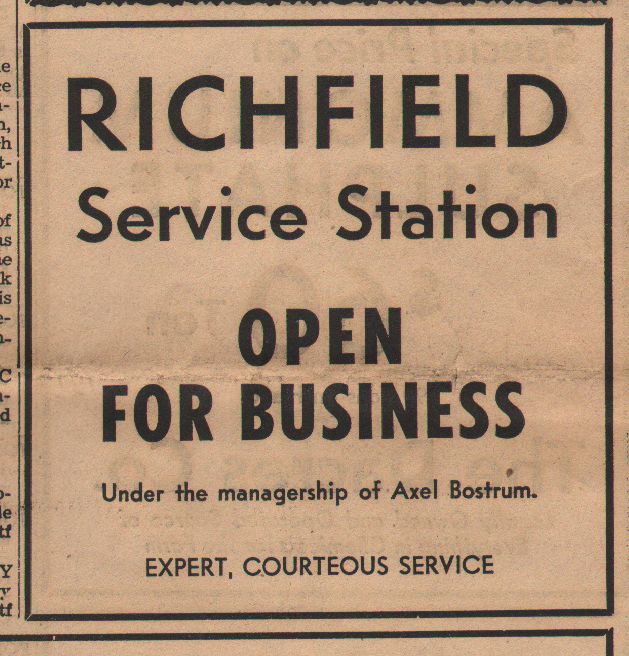 RICHFIELD
Service Station
OPEN
FOR BUSINESS
Under the managership of Axel Bostrum.
EXPERT, COURTEOUS SERVICE